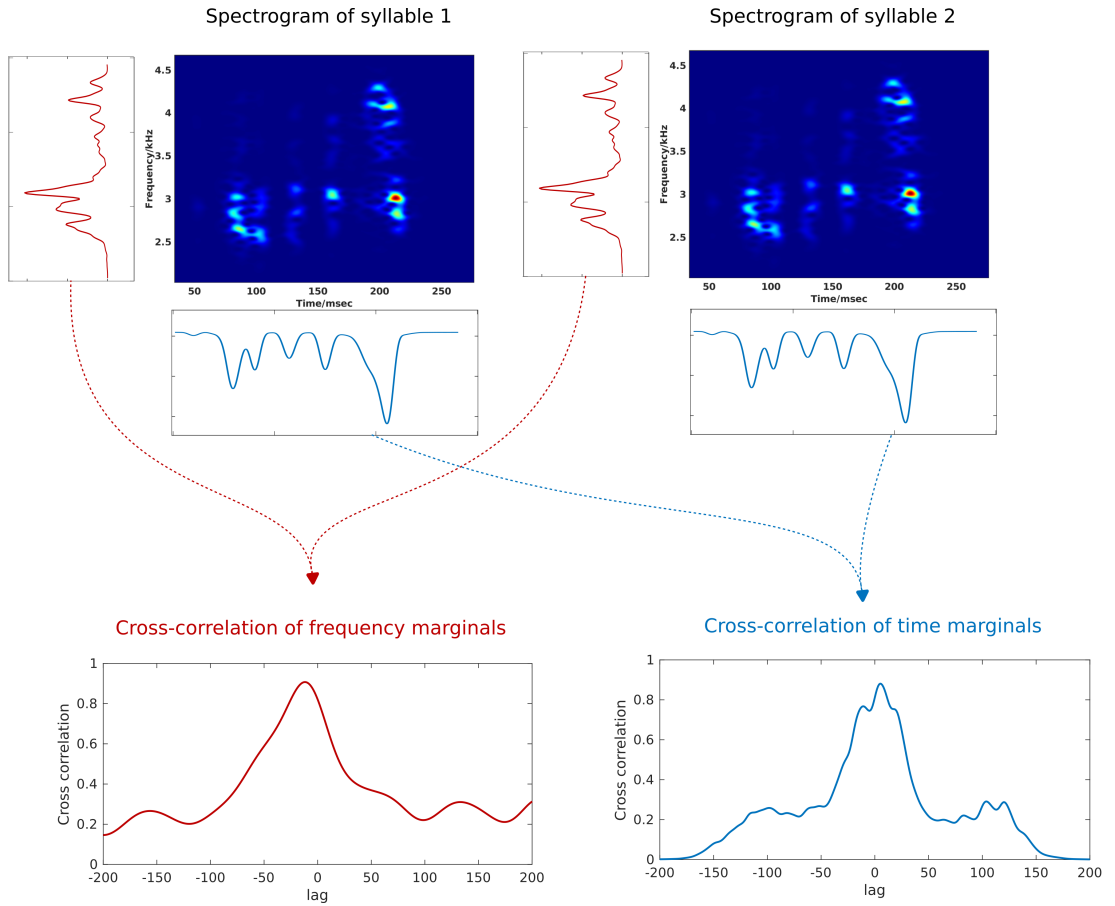 Spectrogram of syllable 1
Spectrogram of syllable 2
Frequency/kHz
4.5
4
3.5
3
2.5
50 100 150 200 250
Time/msec
Frequency/kHz
4.5
4
3.5
3
2.5
50 100 150 200 250
Time/msec
Cross-correlation of frequency marginals
Cross correlation
1
0.8
0.6
0.4
0.2
0
-200 -150 -100 -50 0 50 100 150 200
lag
Cross-correlation of time marginals
Cross correlation
1
0.8
0.6
0.4
0.2
0
-200 -150 -100 -50 0 50 100 150 200
lag